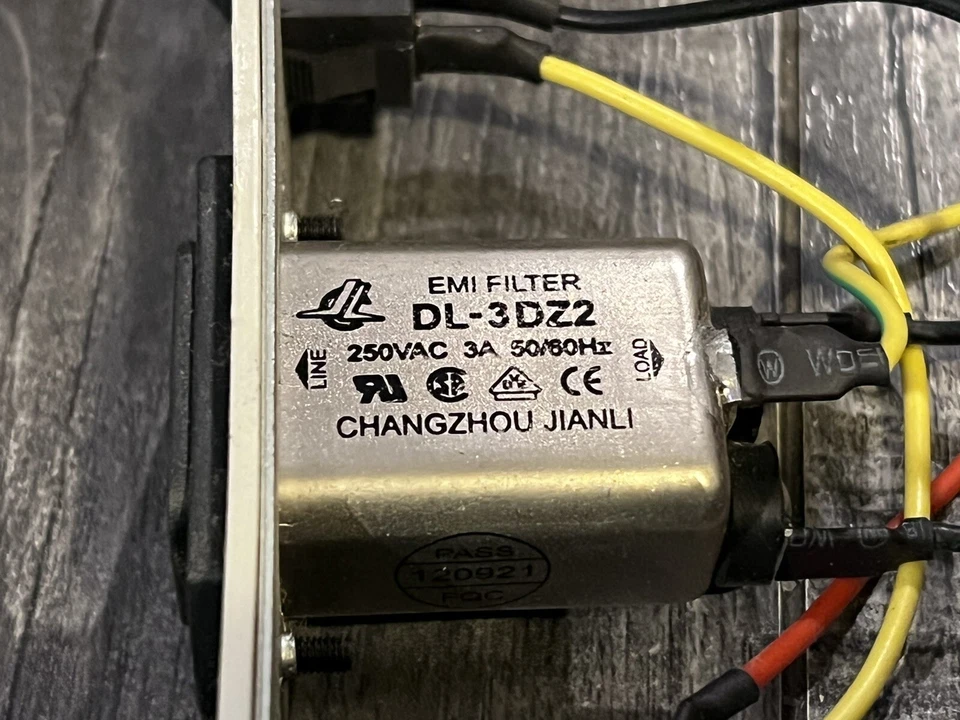 EMI FILTER
DL-3DZ2
250VAC 3A 50/60Hz
LINE
LOAD
CE
CHANGZHOU JIANLI
PASS
120921
FQC
W